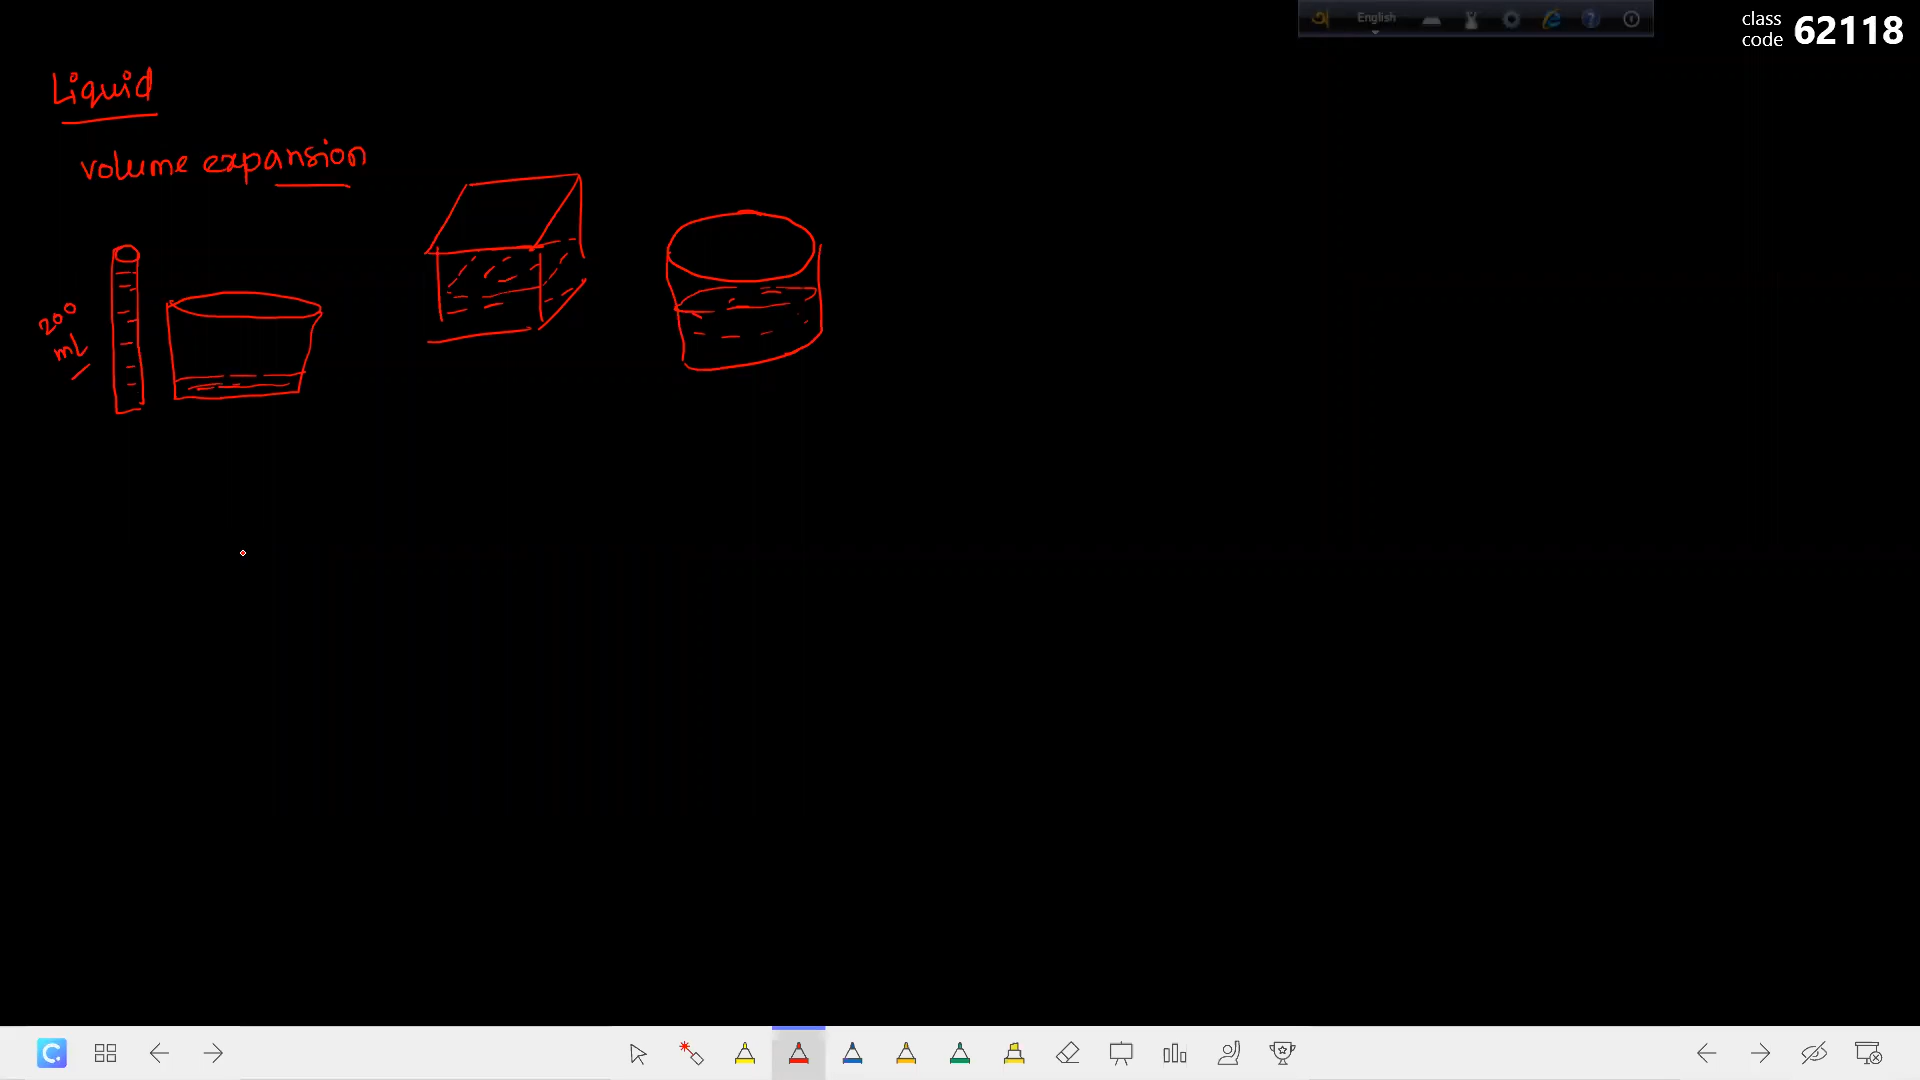 English
class
code 62118
Liquid
volume expansion
200
mL